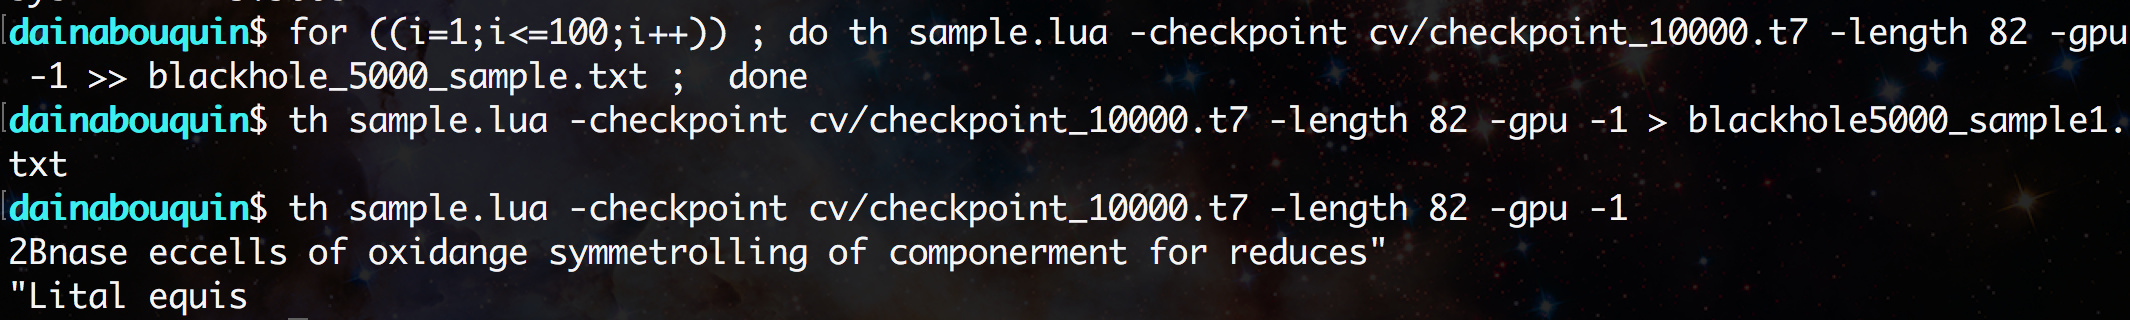 dainabouquin$ for ((i=1;i<=100;i++)) ; do th sample.lua -checkpoint cv/checkpoint_10000.t7 -length 82 -gpu
-1 >> blackhole_5000_sample.txt ;  done
dainabouquin$ th sample.lua -checkpoint cv/checkpoint_10000.t7 -length 82 -gpu -1 > blackhole5000_sample1.
txt
dainabouquin$ th sample.lua -checkpoint cv/checkpoint_10000.t7 -length 82 -gpu -1
2Bnase eccells of oxidange symmetrolling of componerment for reduces"
"Lital equis